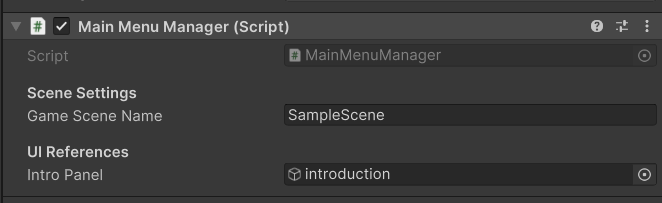 Main Menu Manager (Script)
Script MainMenuManager
Scene Settings
Game Scene Name SampleScene
UI References
Intro Panel introduction